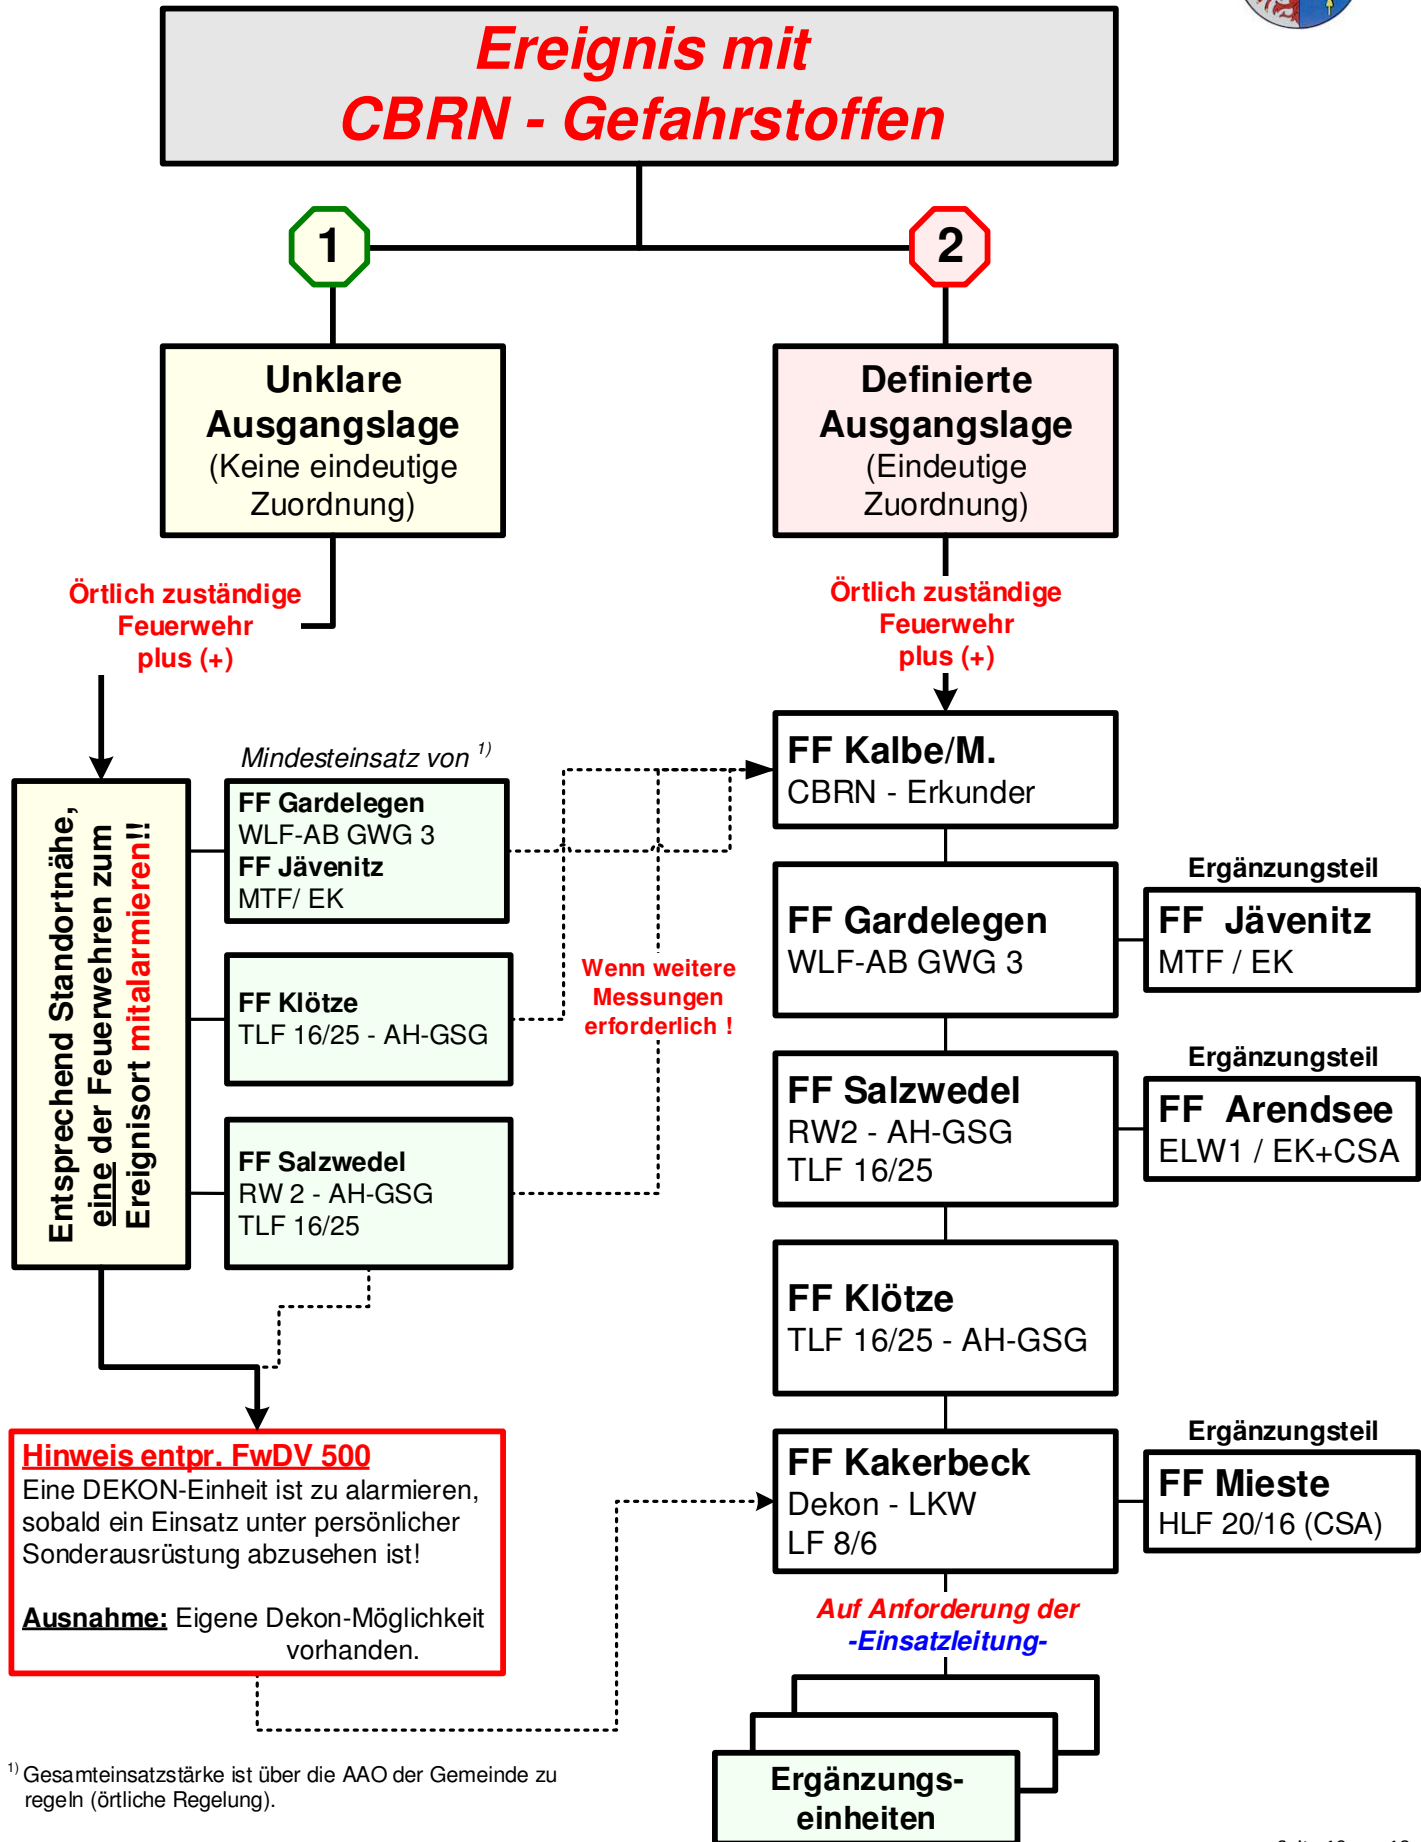 Ereignis mit
CBRN - Gefahrstoffen
1
2
Unklare
Ausgangslage
(Keine eindeutige
Zuordnung)
Definierte
Ausgangslage
(Eindeutige
Zuordnung)
Örtlich zuständige
Feuerwehr
plus (+)
Örtlich zuständige
Feuerwehr
plus (+)
Entsprechend Standortnähe,
eine der Feuerwehren zum
Ereignisort mitalarmieren!!
Mindesteinsatz von 1)
FF Gardelegen
WLF-AB GWG 3
FF Jävenitz
MTF/ EK
FF Klötze
TLF 16/25 - AH-GSG
FF Salzwedel
RW 2 - AH-GSG
TLF 16/25
Wenn weitere
Messungen
erforderlich !
FF Kalbe/M.
CBRN - Erkunder
FF Gardelegen
WLF-AB GWG 3
Ergänzungsteil
FF Jävenitz
MTF / EK
FF Salzwedel
RW2 - AH-GSG
TLF 16/25
Ergänzungsteil
FF Arendsee
ELW1 / EK+CSA
FF Klötze
TLF 16/25 - AH-GSG
FF Kakerbeck
Dekon - LKW
LF 8/6
Ergänzungsteil
FF Mieste
HLF 20/16 (CSA)
Auf Anforderung der
-Einsatzleitung-
Ergänzungs-
einheiten
Hinweis entpr. FwDV 500
Eine DEKON-Einheit ist zu alarmieren,
sobald ein Einsatz unter persönlicher
Sonderausrüstung abzusehen ist!
Ausnahme: Eigene Dekon-Möglichkeit
vorhanden.
1) Gesamteinsatzstärke ist über die AAO der Gemeinde zu
regeln (örtliche Regelung).